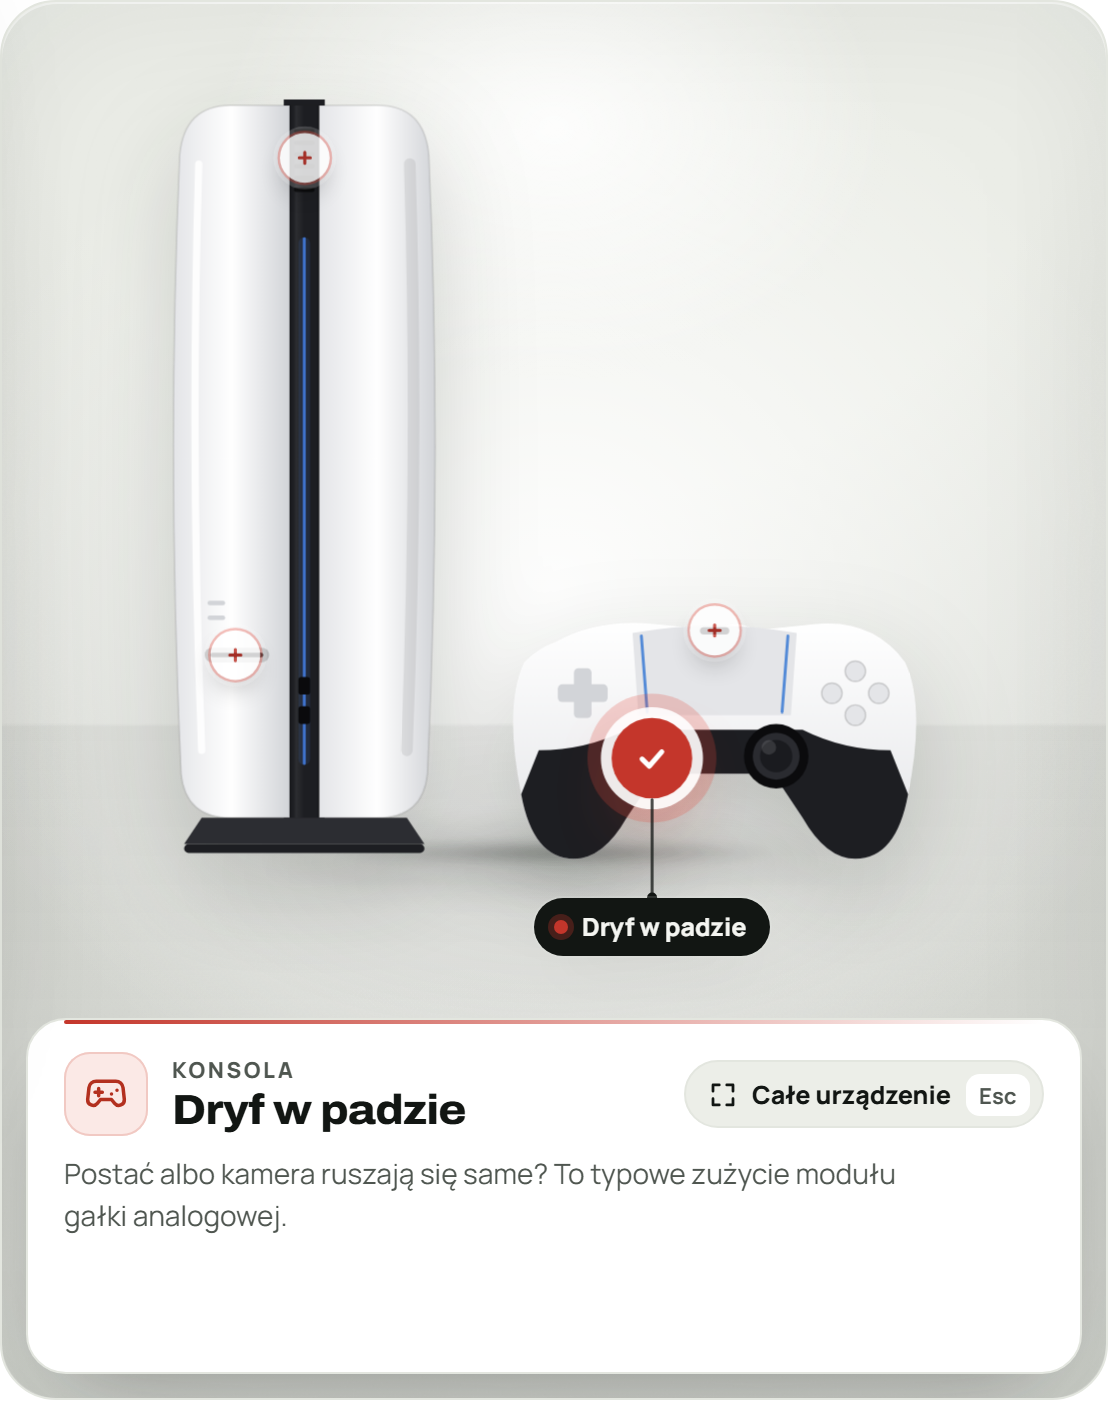 Dryf w padzie
KONSOLA
Dryf w padzie
Całe urządzenie Esc
Postać albo kamera ruszają się same? To typowe zużycie modułu
gałki analogowej.